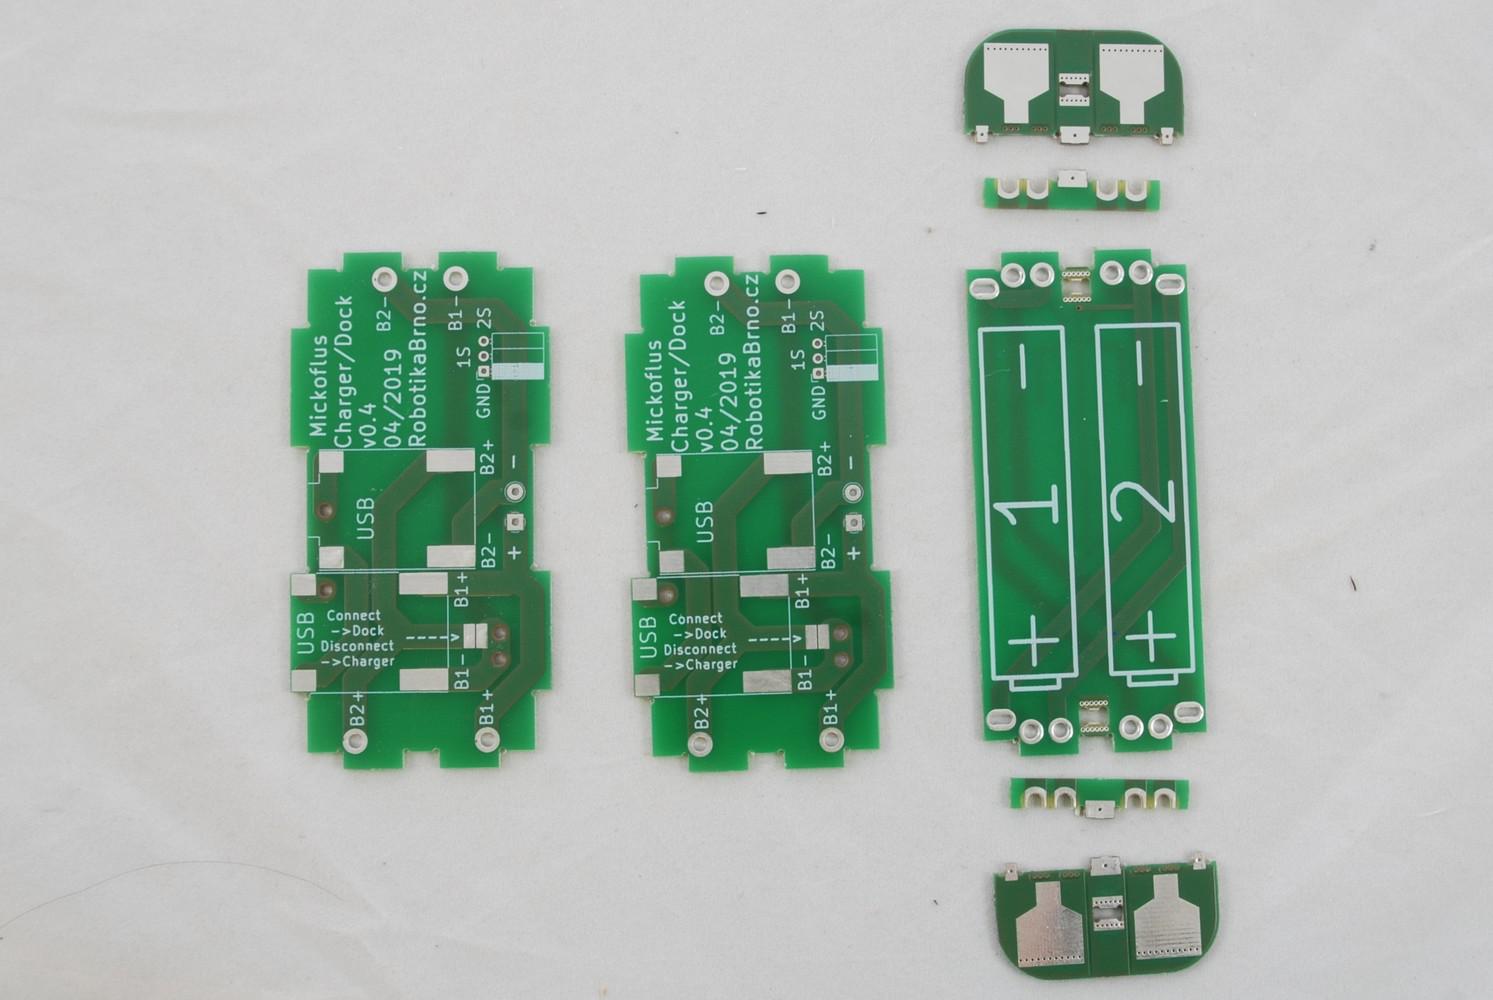 Mickoflus
Charger/Dock
v0.4
04/2019
RobotikaBrno.cz
B2-
B1-
2S
1S
GND
B2+
-
USB
+
B2-
B1+
USB
Connect
->Dock
Disconnect
->Charger
-----v
B1-
B2+
B1+
Mickoflus
Charger/Dock
v0.4
04/2019
RobotikaBrno.cz
B2-
B1-
2S
1S
GND
B2+
-
USB
+
B2-
B1+
USB
Connect
->Dock
Disconnect
->Charger
-----v
B1-
B2+
B1+
-
1
+
-
2
+